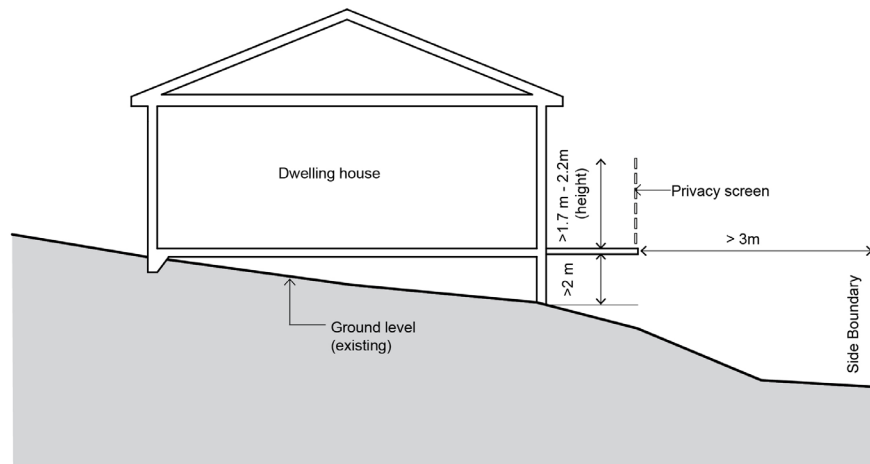 Dwelling house
>1.7 m - 2.2m
(height)
Privacy screen
> 3m
>2 m
Side Boundary
Ground level
(existing)